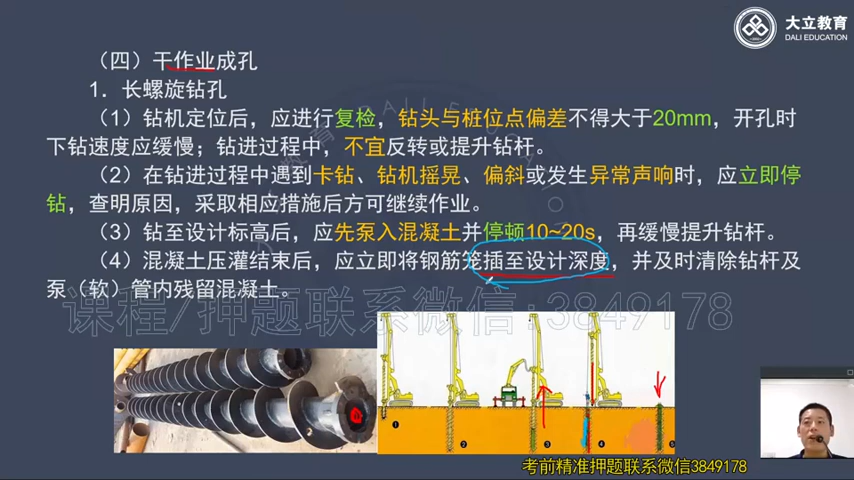 大立教育
DALI EDUCATION
（四）干作业成孔
1．长螺旋钻孔
（1）钻机定位后，应进行复检，钻头与桩位点偏差不得大于20mm，开孔时
下钻速度应缓慢；钻进过程中，不宜反转或提升钻杆。
（2）在钻进过程中遇到卡钻、钻机摇晃、偏斜或发生异常声响时，应立即停
钻，查明原因，采取相应措施后方可继续作业。
（3）钻至设计标高后，应先泵入混凝土并停顿10~20s，再缓慢提升钻杆。
（4）混凝土压灌结束后，应立即将钢筋笼插至设计深度，并及时清除钻杆及
泵（软）管内残留混凝土。
课程/押题联系微信:3849178
① ② ③ ④ ⑤
考前精准押题联系微信3849178